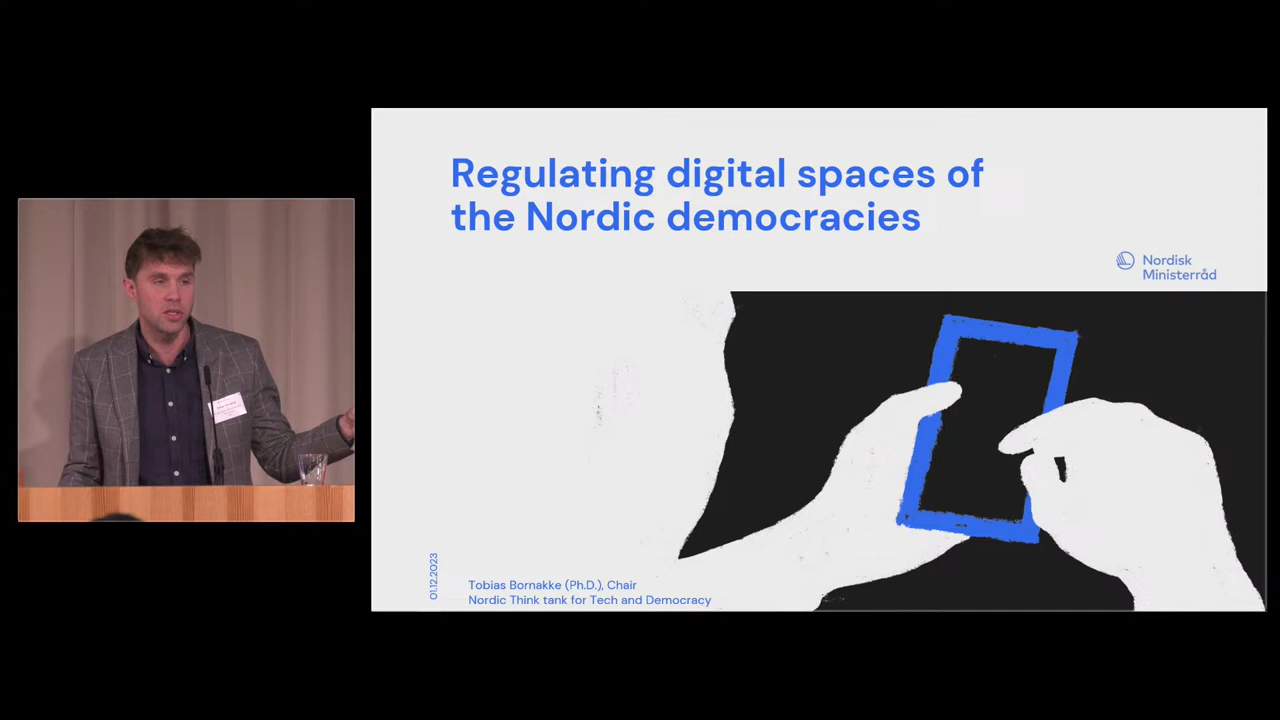 Regulating digital spaces of
the Nordic democracies
Nordisk
Ministerråd
01.12.2023
Tobias Bornakke (Ph.D.), Chair
Nordic Think tank for Tech and Democracy